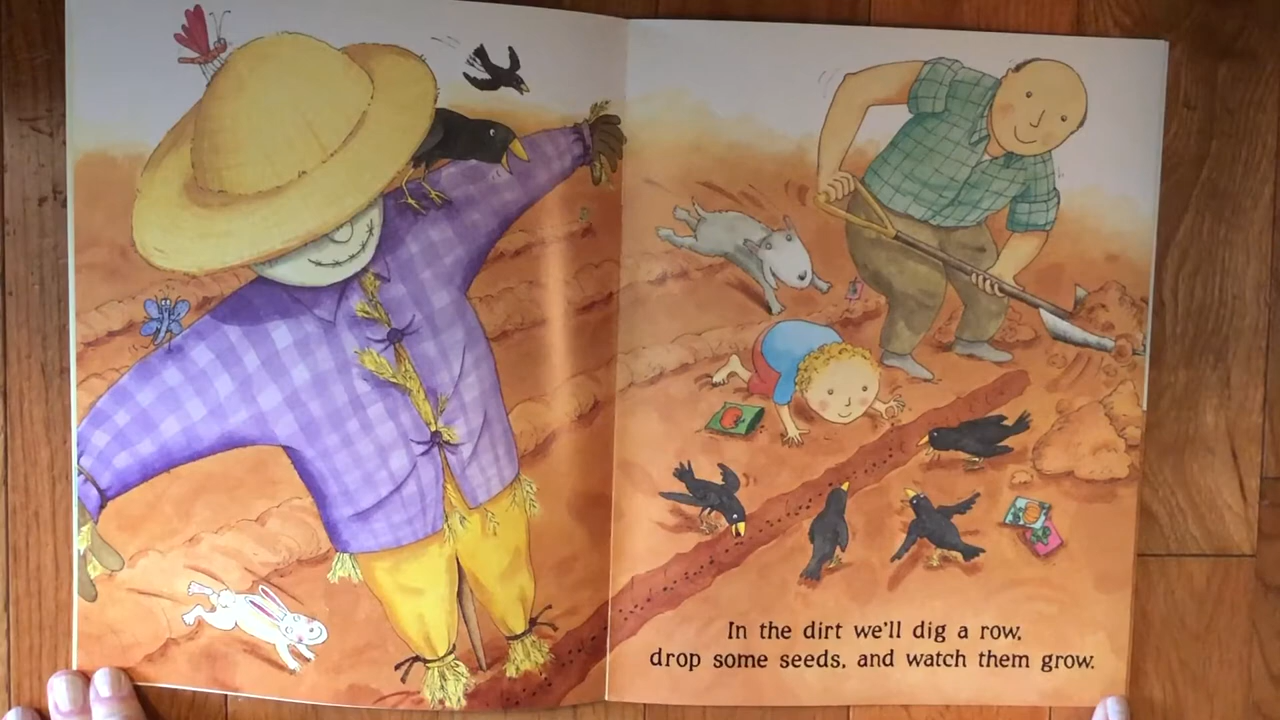 In the dirt we'll dig a row,
drop some seeds, and watch them grow.